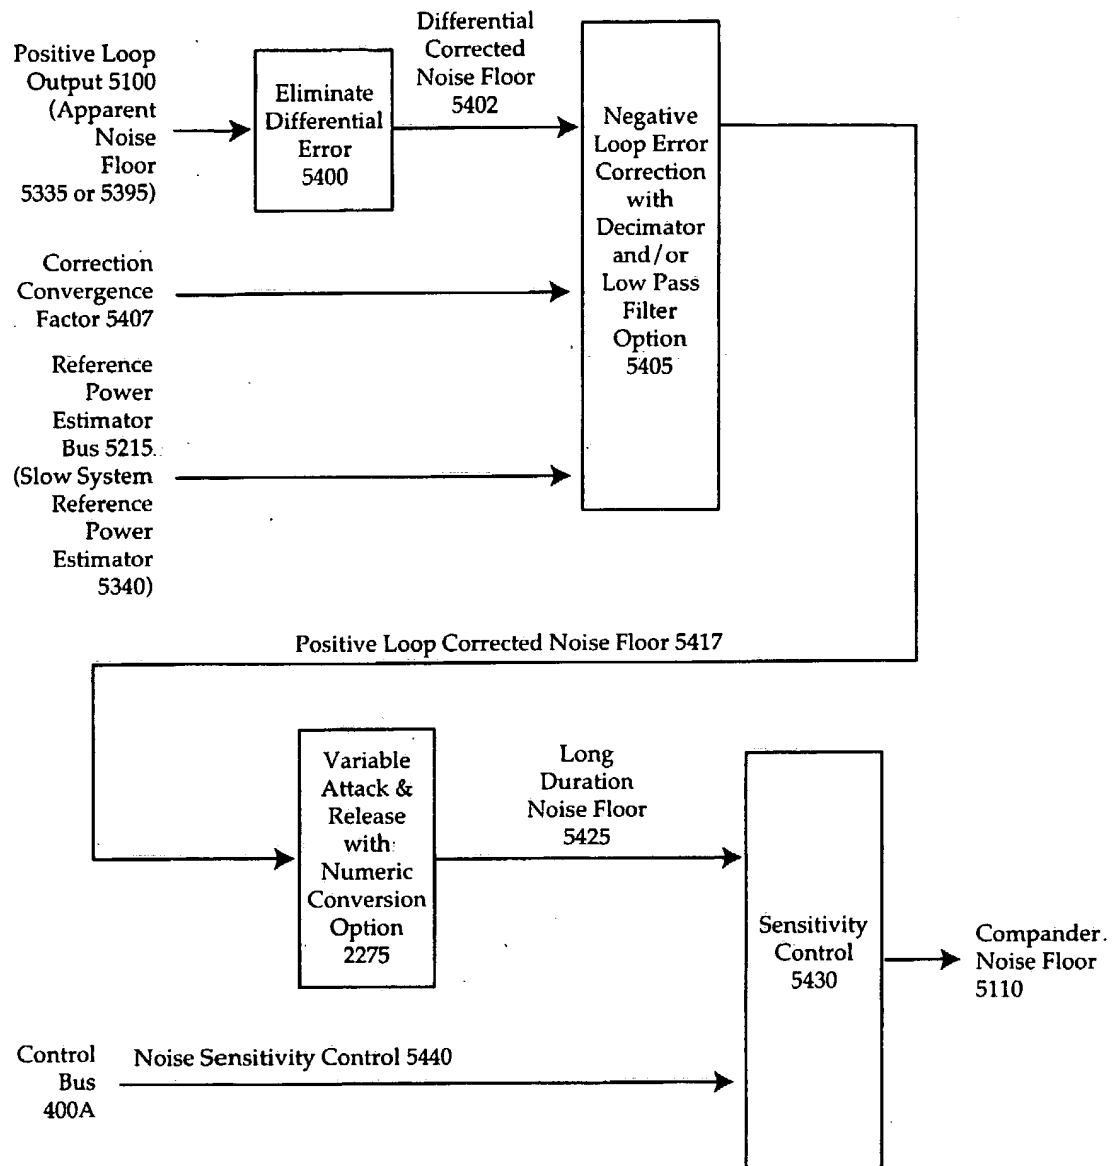 Positive Loop
Output 5100
(Apparent
Noise
Floor
5335 or 5395)
Eliminate
Differential
Error
5400
Differential
Corrected
Noise Floor
5402
Negative
Loop Error
Correction
with
Decimator
and/or
Low Pass
Filter
Option
5405
Correction
Convergence
Factor 5407
Reference
Power
Estimator
Bus 5215
(Slow System
Reference
Power
Estimator
5340)
Positive Loop Corrected Noise Floor 5417
Variable
Attack &
Release
with
Numeric
Conversion
Option
2275
Long
Duration
Noise Floor
5425
Sensitivity
Control
5430
Compander
Noise Floor
5110
Control
Bus
400A
Noise Sensitivity Control 5440